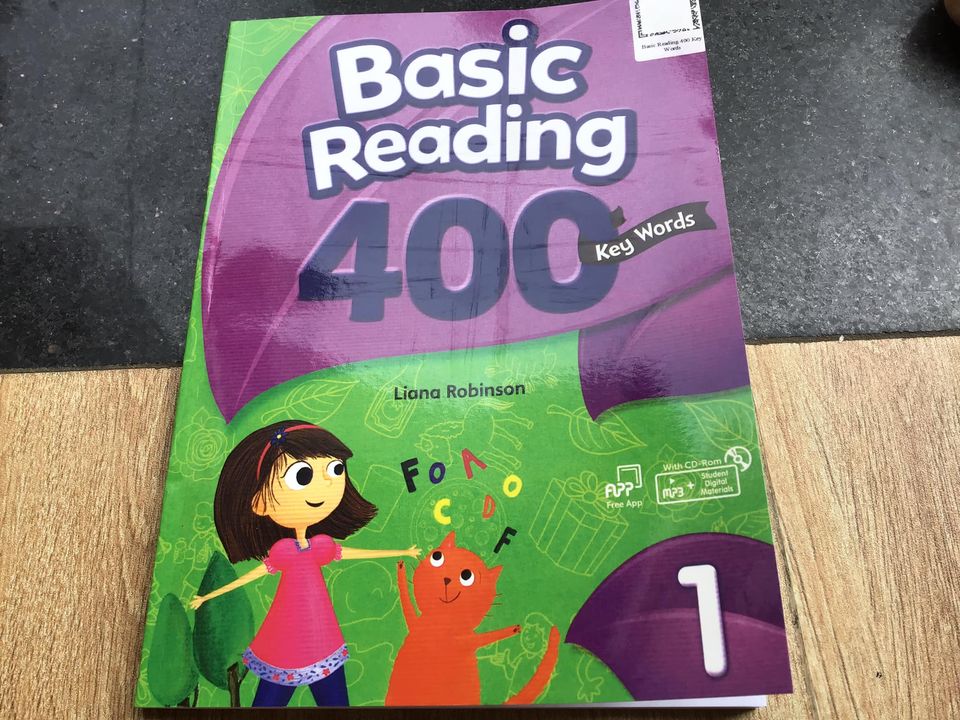 Basic Reading 400 Key
Words
Basic
Reading
400
Key Words
Liana Robinson
F O A
C D O
F
APP
Free App
With CD-Rom
MP3 + Student
Digital
Materials
1